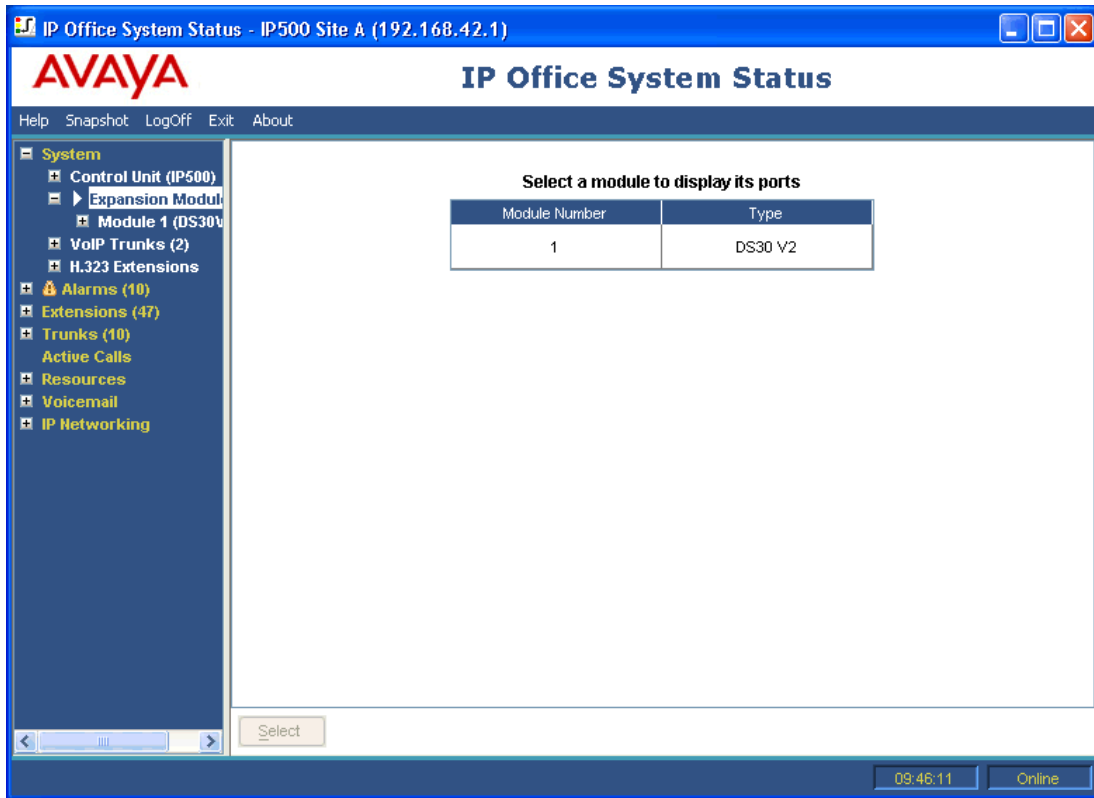 IP Office System Status - IP500 Site A (192.168.42.1)
AVAYA
IP Office System Status
Help Snapshot LogOff Exit About
System
Control Unit (IP500)
Expansion Modul
Module 1 (DS30V
VoIP Trunks (2)
H.323 Extensions
Alarms (10)
Extensions (47)
Trunks (10)
Active Calls
Resources
Voicemail
IP Networking
Select a module to display its ports
Module Number Type
1 DS30 V2
Select
09:46:11 Online